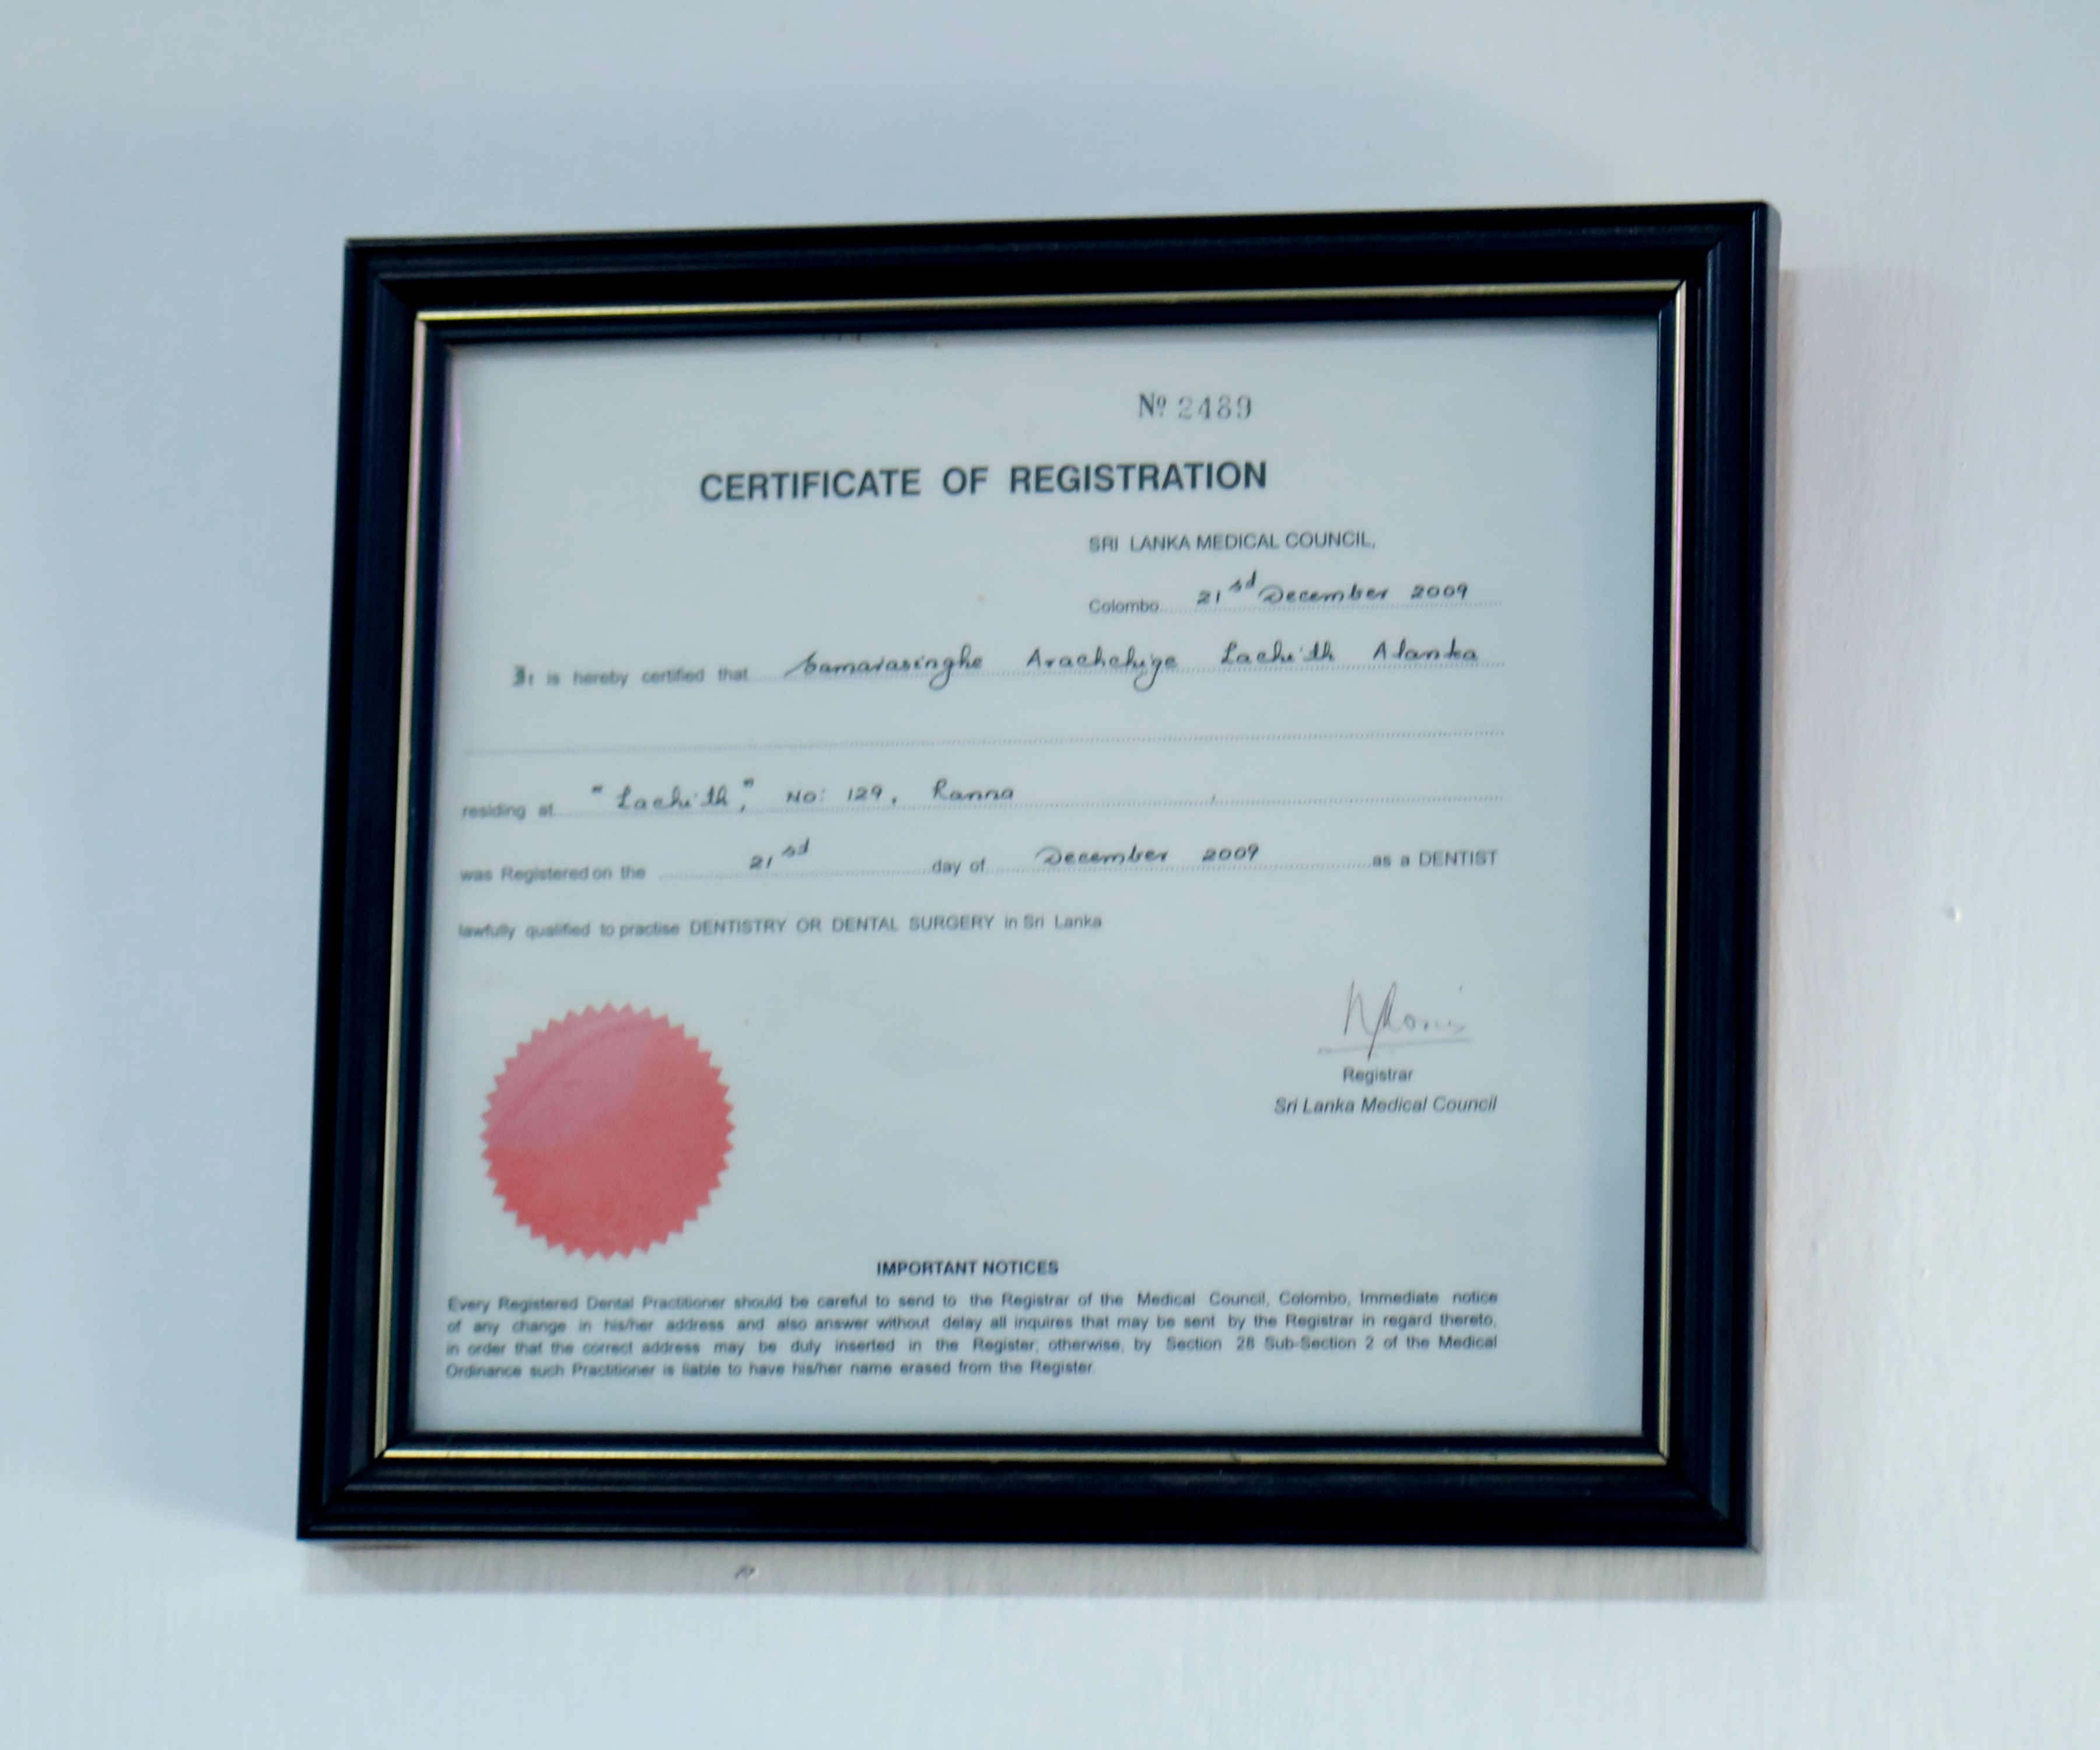 Nº 2489
CERTIFICATE OF REGISTRATION
SRI LANKA MEDICAL COUNCIL,
Colombo 21sd December 2009
It is hereby certified that Samarasinghe Arachchige Lachith Alanka
residing at "Lachith," No: 129, Ranna
was Registered on the 21sd day of December 2009 as a DENTIST
lawfully qualified to practise DENTISTRY OR DENTAL SURGERY in Sri Lanka
Registrar
Sri Lanka Medical Council
IMPORTANT NOTICES
Every Registered Dental Practitioner should be careful to send to the Registrar of the Medical Council, Colombo, Immediate notice
of any change in his/her address and also answer without delay all inquires that may be sent by the Registrar in regard thereto,
in order that the correct address may be duly inserted in the Register; otherwise, by Section 28 Sub-Section 2 of the Medical
Ordinance such Practitioner is liable to have his/her name erased from the Register.